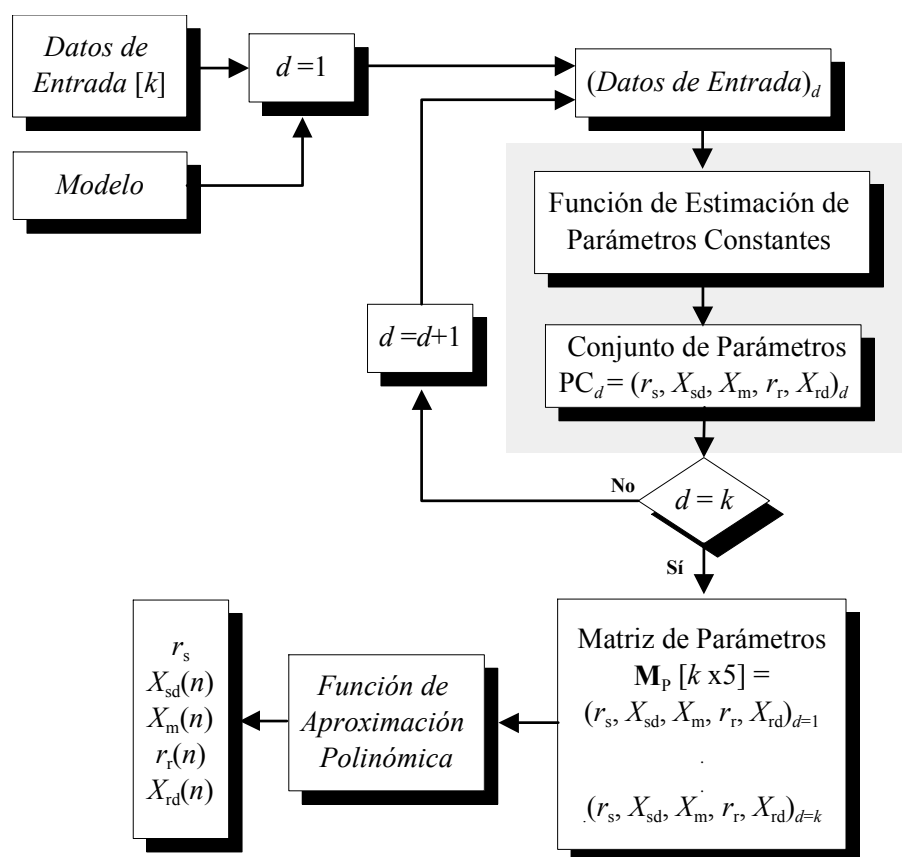 Datos de
Entrada [k]
d =1
(Datos de Entrada)d
Modelo
Función de Estimación de
Parámetros Constantes
d =d+1
Conjunto de Parámetros
PCd = (rs, Xsd, Xm, rr, Xrd)d
No
d = k
Sí
Matriz de Parámetros
MP [k x5] =
(rs, Xsd, Xm, rr, Xrd)d=1
.
.
.(rs, Xsd, Xm, rr, Xrd)d=k
Función de
Aproximación
Polinómica
rs
Xsd(n)
Xm(n)
rr(n)
Xrd(n)